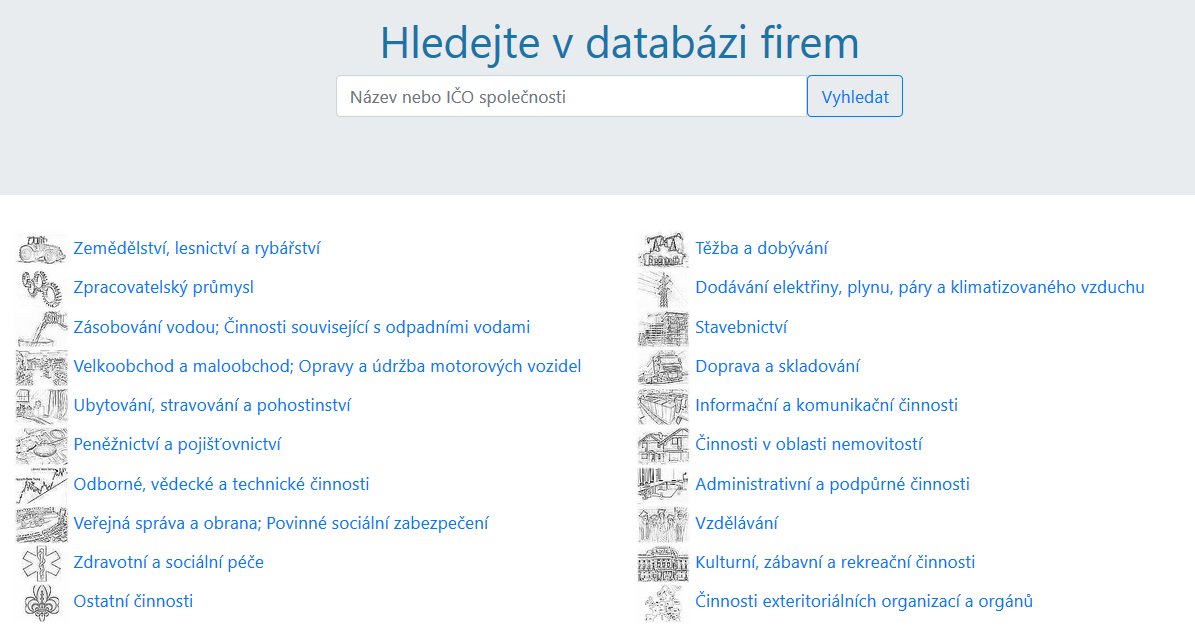 Hledejte v databázi firem
Název nebo IČO společnosti
Vyhledat
Zemědělství, lesnictví a rybářství
Těžba a dobývání
Zpracovatelský průmysl
Dodávání elektřiny, plynu, páry a klimatizovaného vzduchu
Zásobování vodou; Činnosti související s odpadními vodami
Stavebnictví
Velkoobchod a maloobchod; Opravy a údržba motorových vozidel
Doprava a skladování
Ubytování, stravování a pohostinství
Informační a komunikační činnosti
Peněžnictví a pojišťovnictví
Činnosti v oblasti nemovitostí
Odborné, vědecké a technické činnosti
Administrativní a podpůrné činnosti
Veřejná správa a obrana; Povinné sociální zabezpečení
Vzdělávání
Zdravotní a sociální péče
Kulturní, zábavní a rekreační činnosti
Ostatní činnosti
Činnosti exteritoriálních organizací a orgánů